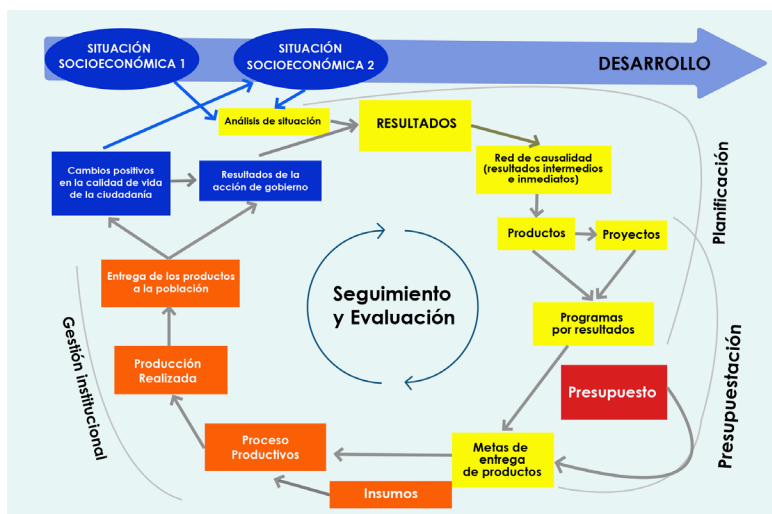 SITUACIÓN
SOCIOECONÓMICA 1
SITUACIÓN
SOCIOECONÓMICA 2
DESARROLLO
Análisis de situación
RESULTADOS
Cambios positivos
en la calidad de vida
de la ciudadanía
Resultados de la
acción de gobierno
Red de causalidad
(resultados intermedios
e inmediatos)
Planificación
Productos
Proyectos
Entrega de los productos
a la población
Seguimiento
y Evaluación
Programas
por resultados
Gestión institucional
Producción
Realizada
Presupuesto
Presupuestación
Proceso
Productivos
Metas de
entrega
de productos
Insumos